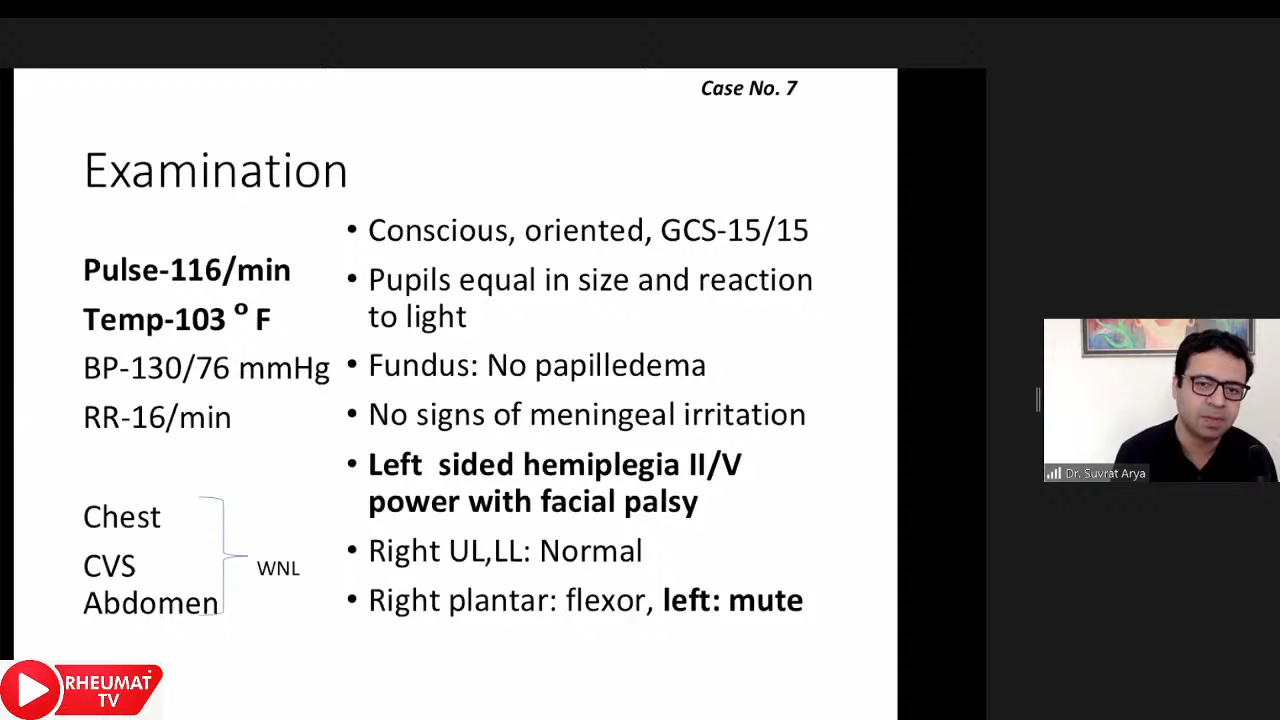 Case No. 7
Examination
Pulse-116/min
Temp-103 º F
BP-130/76 mmHg
RR-16/min
Chest
CVS
Abdomen
WNL
• Conscious, oriented, GCS-15/15
• Pupils equal in size and reaction
to light
• Fundus: No papilledema
• No signs of meningeal irritation
• Left sided hemiplegia II/V
power with facial palsy
• Right UL,LL: Normal
• Right plantar: flexor, left: mute
Dr. Suvrat Arya
RHEUMAT
TV